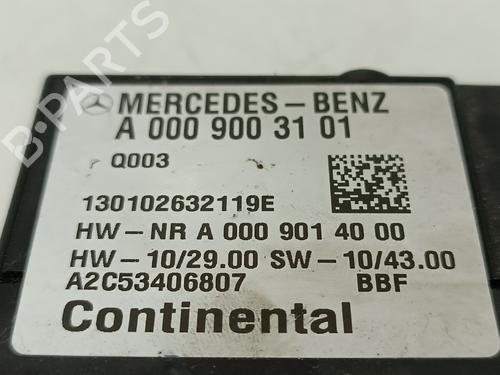 MERCEDES-BENZ
A 000 900 31 01
Q003
130102632119E
HW-NR A 000 901 40 00
HW-10/29.00 SW-10/43.00
A2C53406807 BBF
Continental
B-PARTS